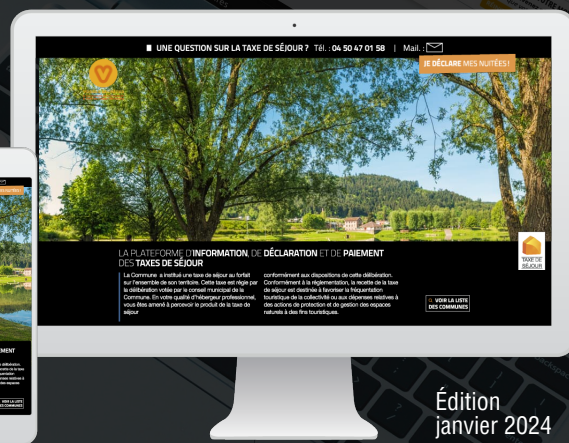 UNE QUESTION SUR LA TAXE DE SÉJOUR ? Tél. : 04 50 47 01 58 | Mail. :
JE DÉCLARE MES NUITÉES !
LA PLATEFORME D'INFORMATION, DE DÉCLARATION ET DE PAIEMENT
DES TAXES DE SÉJOUR
La Commune a institué une taxe de séjour au forfait
sur l'ensemble de son territoire. Cette taxe est régie par
la délibération votée par le conseil municipal de la
Commune. En votre qualité d'hébergeur professionnel,
vous êtes amené à percevoir le produit de la taxe de
séjour
conformément aux dispositions de cette délibération.
Conformément à la réglementation, la recette de la taxe
de séjour est destinée à favoriser la fréquentation
touristique de la collectivité ou aux dépenses relatives à
des actions de protection et de gestion des espaces
naturels à des fins touristiques.
TAXE DE
SÉJOUR
VOIR LA LISTE
DES COMMUNES
Édition
janvier 2024